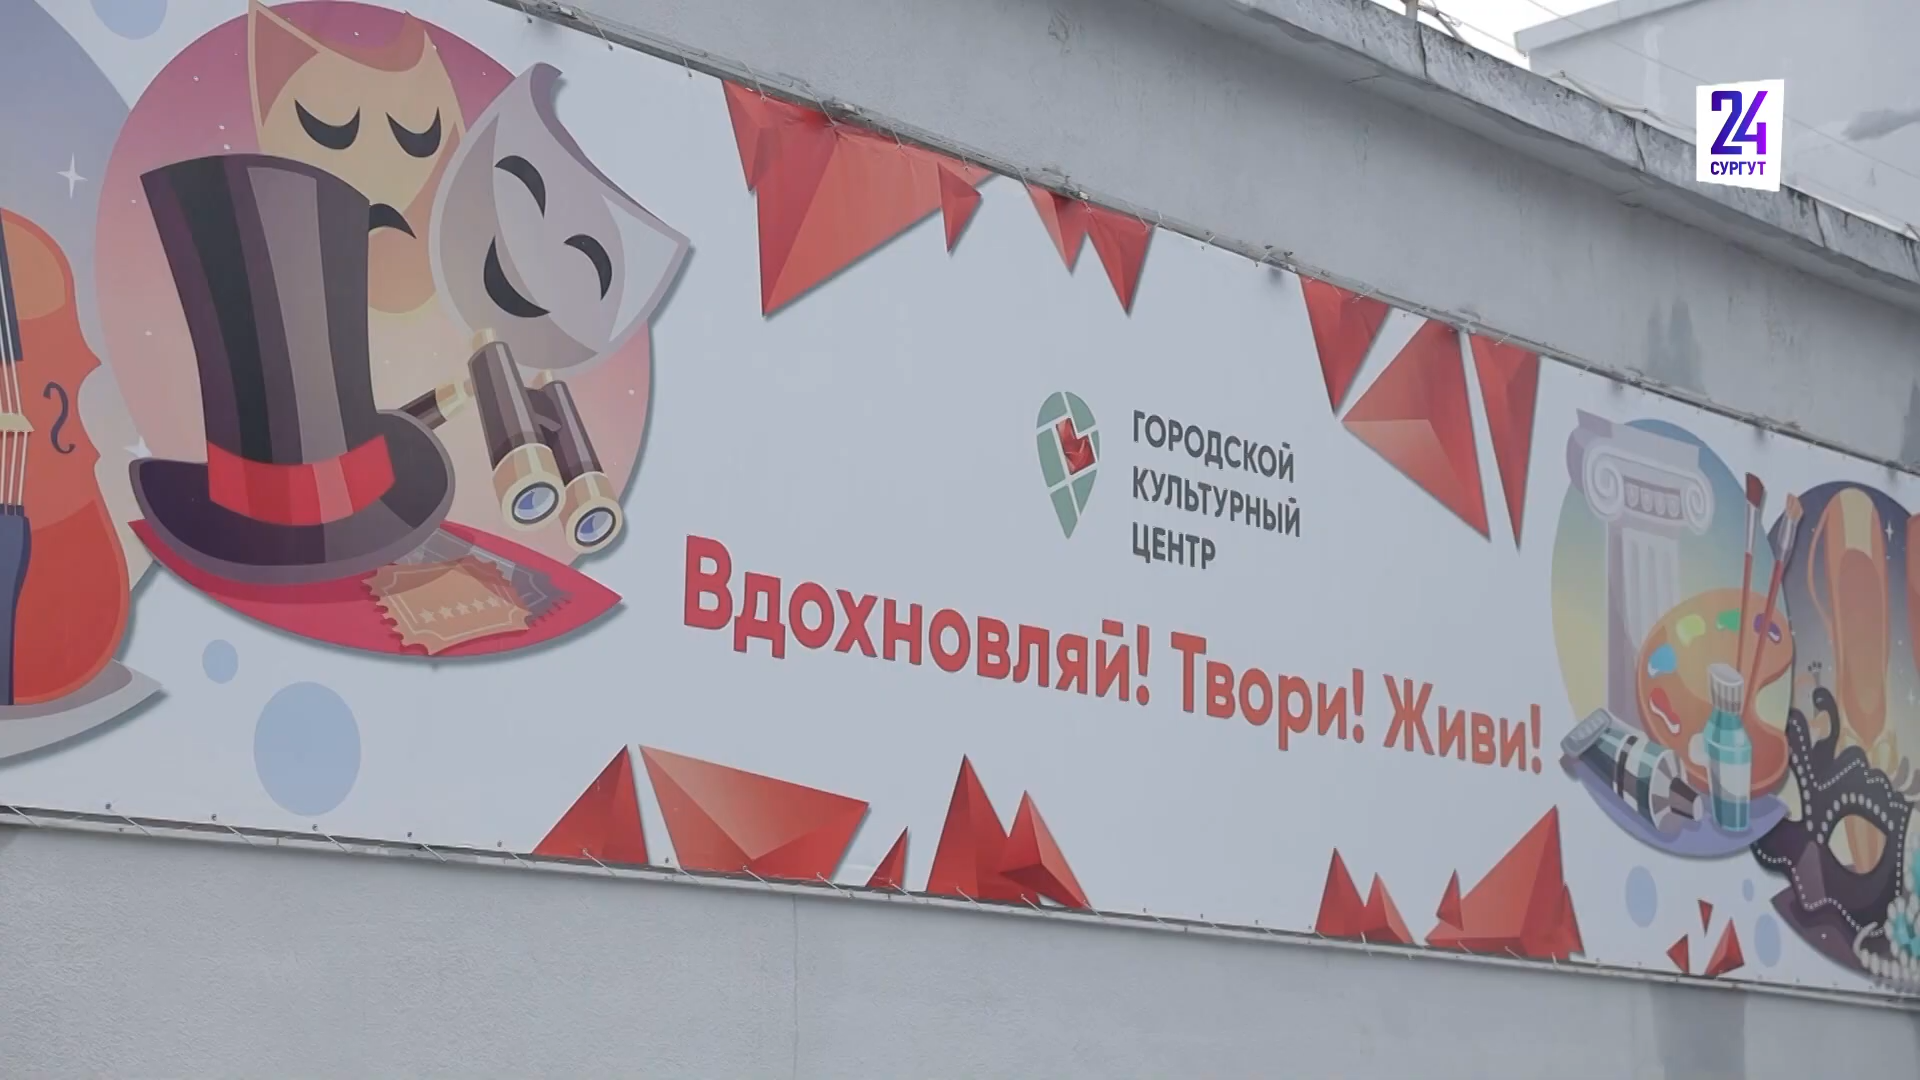 24
СУРГУТ
ГОРОДСКОЙ
КУЛЬТУРНЫЙ
ЦЕНТР
Вдохновляй! Твори! Живи!